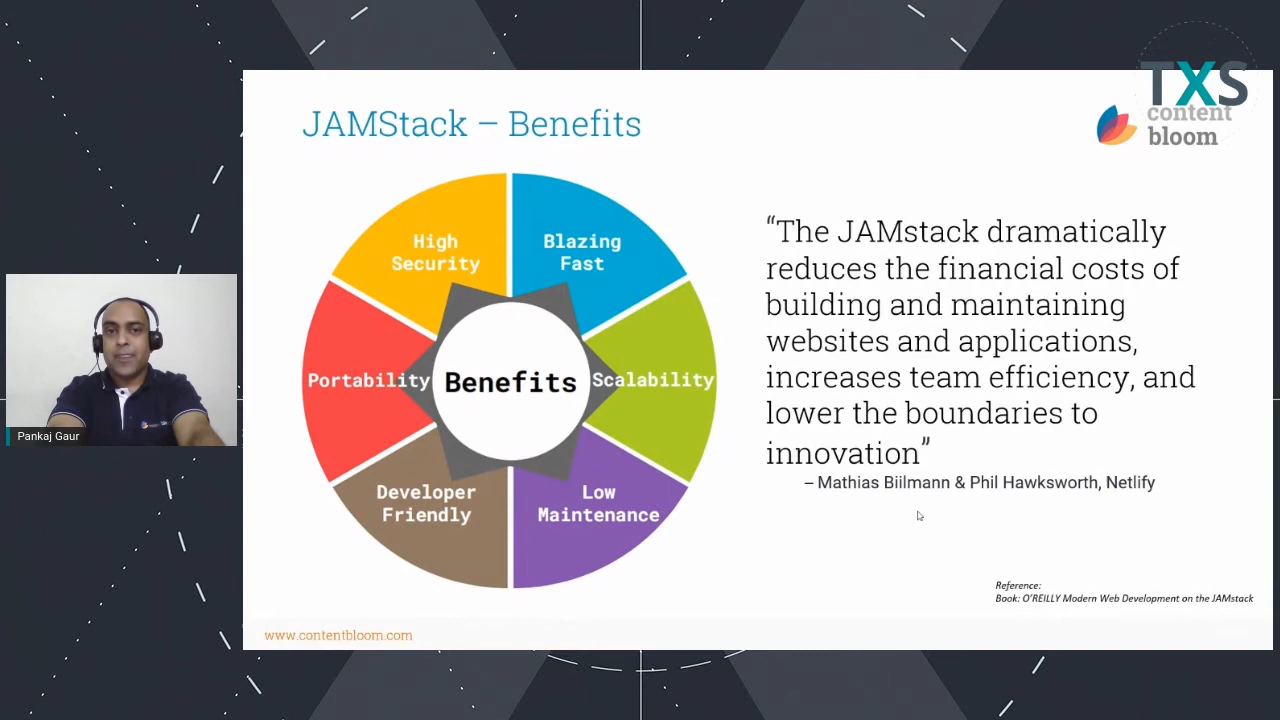 TXS
content
bloom
JAMStack – Benefits
High
Security
Blazing
Fast
Portability
Benefits
Scalability
Developer
Friendly
Low
Maintenance
“The JAMstack dramatically
reduces the financial costs of
building and maintaining
websites and applications,
increases team efficiency, and
lower the boundaries to
innovation”
– Mathias Biilmann & Phil Hawksworth, Netlify
Pankaj Gaur
Reference:
Book: O'REILLY Modern Web Development on the JAMstack
www.contentbloom.com